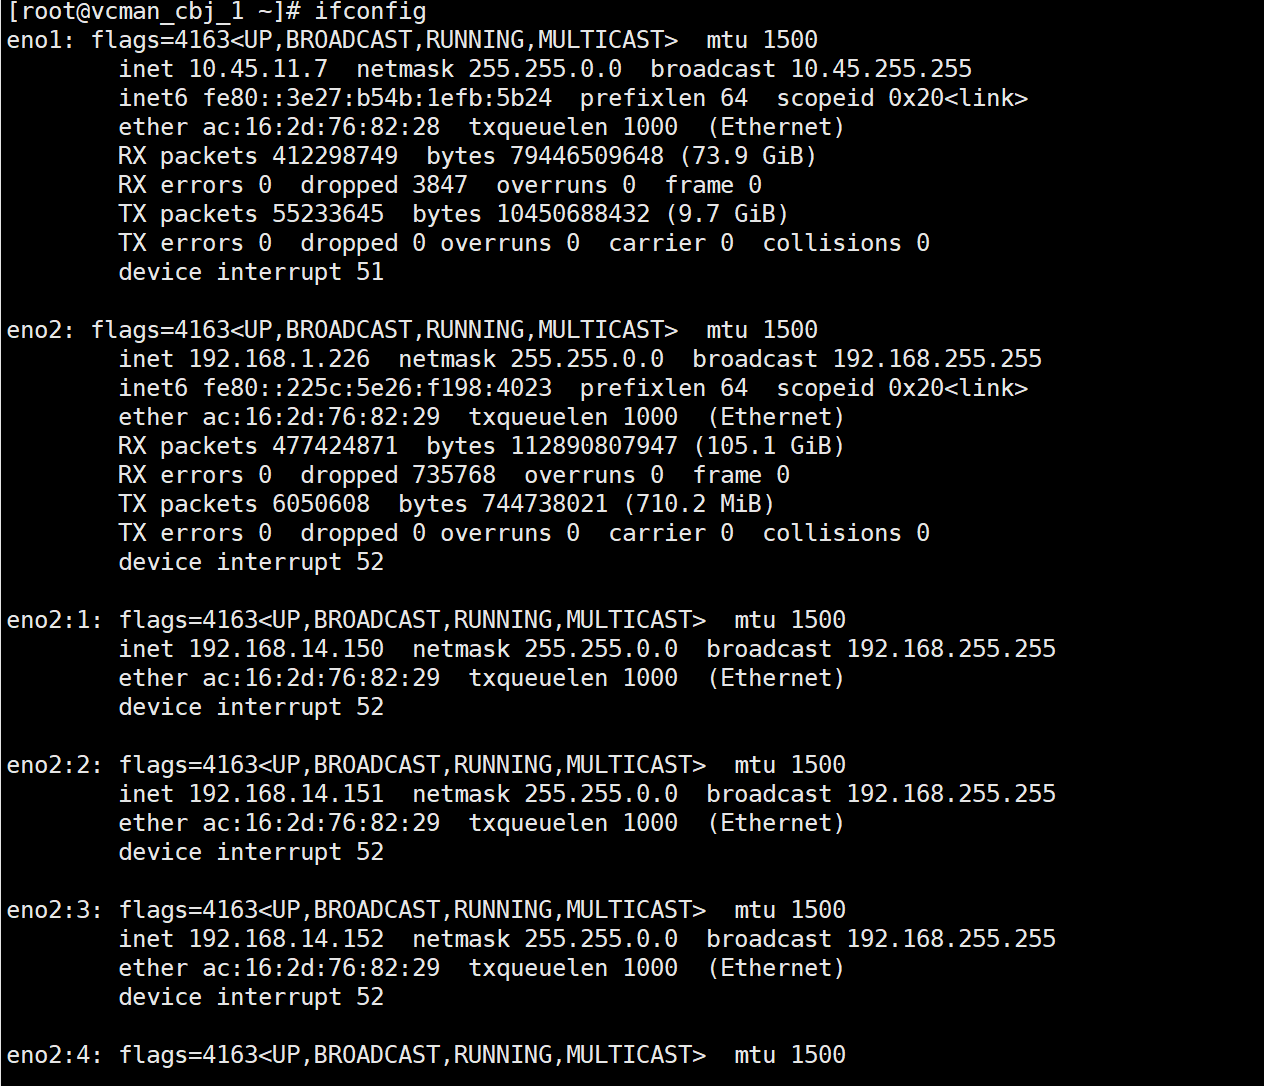 [root@vcman_cbj_1 ~]# ifconfig
eno1: flags=4163<UP,BROADCAST,RUNNING,MULTICAST>  mtu 1500
        inet 10.45.11.7  netmask 255.255.0.0  broadcast 10.45.255.255
        inet6 fe80::3e27:b54b:1efb:5b24  prefixlen 64  scopeid 0x20<link>
        ether ac:16:2d:76:82:28  txqueuelen 1000  (Ethernet)
        RX packets 412298749  bytes 79446509648 (73.9 GiB)
        RX errors 0  dropped 3847  overruns 0  frame 0
        TX packets 55233645  bytes 10450688432 (9.7 GiB)
        TX errors 0  dropped 0 overruns 0  carrier 0  collisions 0
        device interrupt 51

eno2: flags=4163<UP,BROADCAST,RUNNING,MULTICAST>  mtu 1500
        inet 192.168.1.226  netmask 255.255.0.0  broadcast 192.168.255.255
        inet6 fe80::225c:5e26:f198:4023  prefixlen 64  scopeid 0x20<link>
        ether ac:16:2d:76:82:29  txqueuelen 1000  (Ethernet)
        RX packets 477424871  bytes 112890807947 (105.1 GiB)
        RX errors 0  dropped 735768  overruns 0  frame 0
        TX packets 6050608  bytes 744738021 (710.2 MiB)
        TX errors 0  dropped 0 overruns 0  carrier 0  collisions 0
        device interrupt 52

eno2:1: flags=4163<UP,BROADCAST,RUNNING,MULTICAST>  mtu 1500
        inet 192.168.14.150  netmask 255.255.0.0  broadcast 192.168.255.255
        ether ac:16:2d:76:82:29  txqueuelen 1000  (Ethernet)
        device interrupt 52

eno2:2: flags=4163<UP,BROADCAST,RUNNING,MULTICAST>  mtu 1500
        inet 192.168.14.151  netmask 255.255.0.0  broadcast 192.168.255.255
        ether ac:16:2d:76:82:29  txqueuelen 1000  (Ethernet)
        device interrupt 52

eno2:3: flags=4163<UP,BROADCAST,RUNNING,MULTICAST>  mtu 1500
        inet 192.168.14.152  netmask 255.255.0.0  broadcast 192.168.255.255
        ether ac:16:2d:76:82:29  txqueuelen 1000  (Ethernet)
        device interrupt 52

eno2:4: flags=4163<UP,BROADCAST,RUNNING,MULTICAST>  mtu 1500